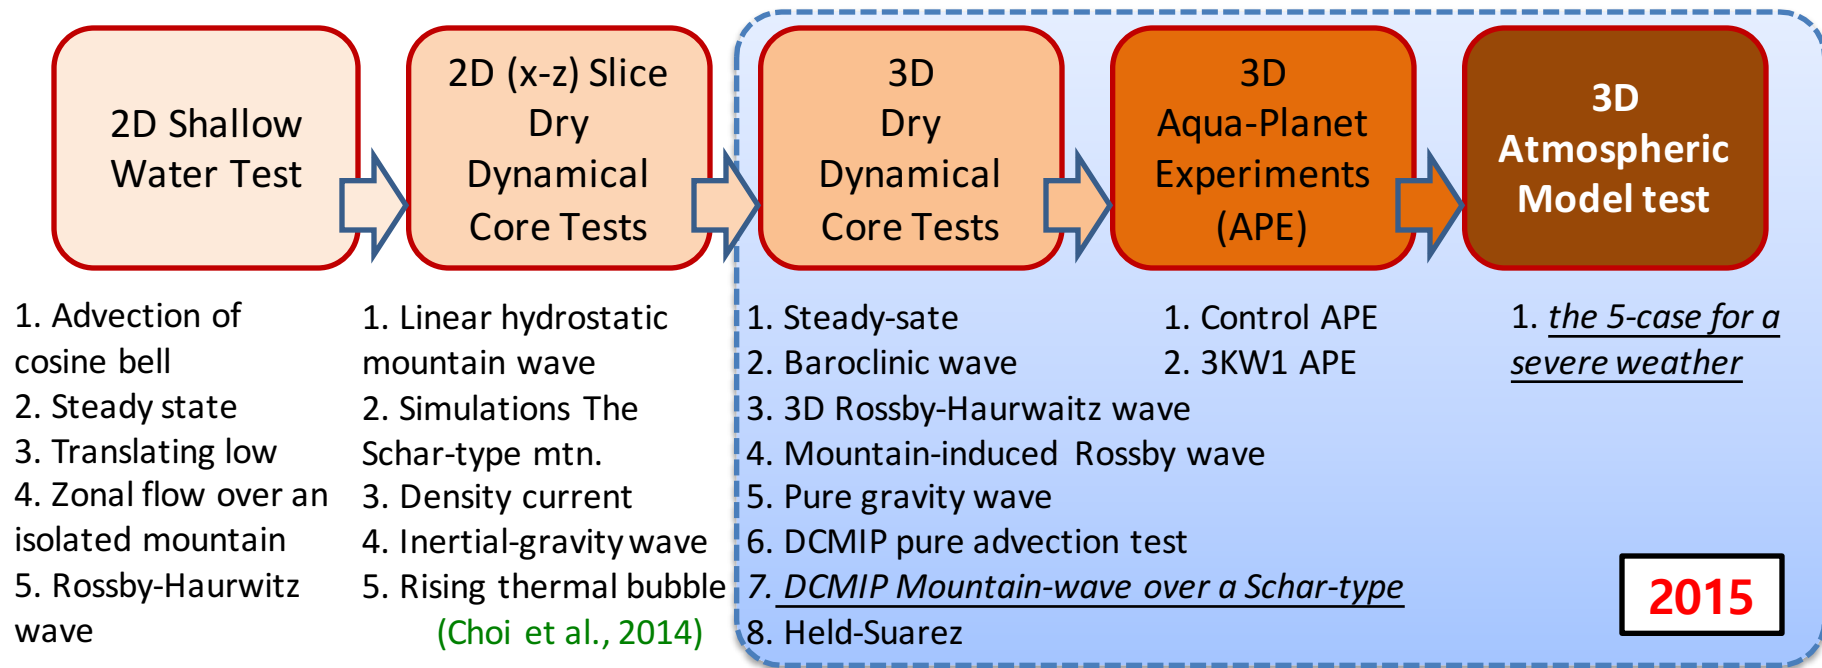 2D Shallow
Water Test
2D (x-z) Slice
Dry
Dynamical
Core Tests
3D
Dry
Dynamical
Core Tests
3D
Aqua-Planet
Experiments
(APE)
3D
Atmospheric
Model test
1. Advection of
cosine bell
2. Steady state
3. Translating low
4. Zonal flow over an
isolated mountain
5. Rossby-Haurwitz
wave
1. Linear hydrostatic
mountain wave
2. Simulations The
Schar-type mtn.
3. Density current
4. Inertial-gravity wave
5. Rising thermal bubble
(Choi et al., 2014)
1. Steady-sate
2. Baroclinic wave
3. 3D Rossby-Haurwaitz wave
4. Mountain-induced Rossby wave
5. Pure gravity wave
6. DCMIP pure advection test
7. DCMIP Mountain-wave over a Schar-type
8. Held-Suarez
1. Control APE
2. 3KW1 APE
1. the 5-case for a
severe weather
2015